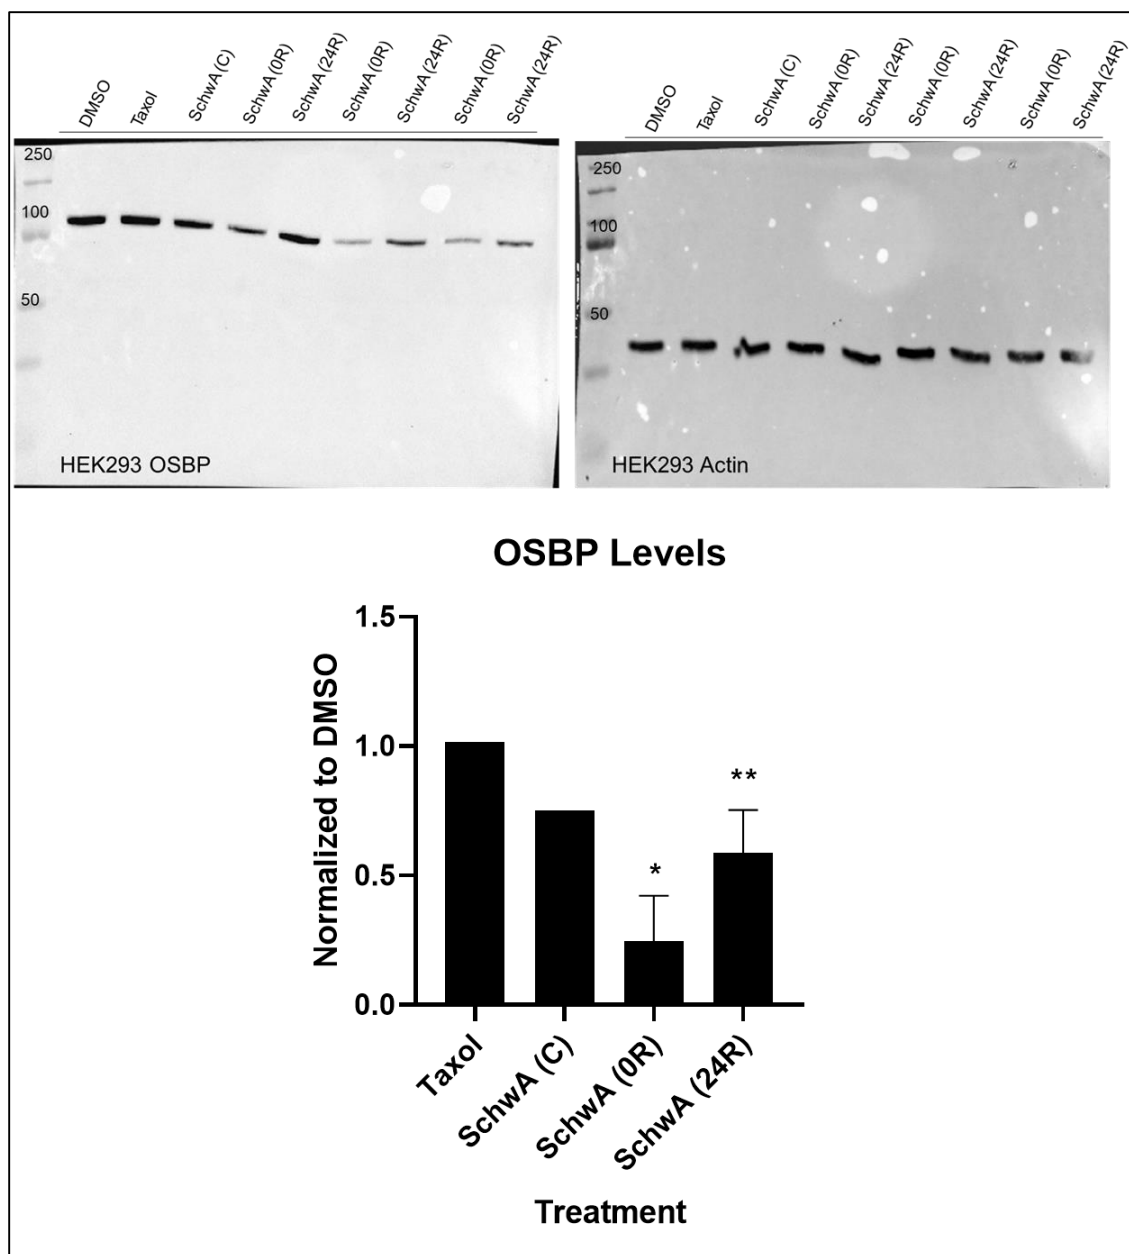 DMSO
Taxol
SchwA (C)
SchwA (0R)
SchwA (24R)
SchwA (0R)
SchwA (24R)
SchwA (0R)
SchwA (24R)
DMSO
Taxol
SchwA (C)
SchwA (0R)
SchwA (24R)
SchwA (0R)
SchwA (24R)
SchwA (0R)
SchwA (24R)
250
100
50
HEK293 OSBP
250
100
50
HEK293 Actin
OSBP Levels
Normalized to DMSO
1.5
1.0
0.5
0.0
*
**
Taxol
SchwA (C)
SchwA (0R)
SchwA (24R)
Treatment